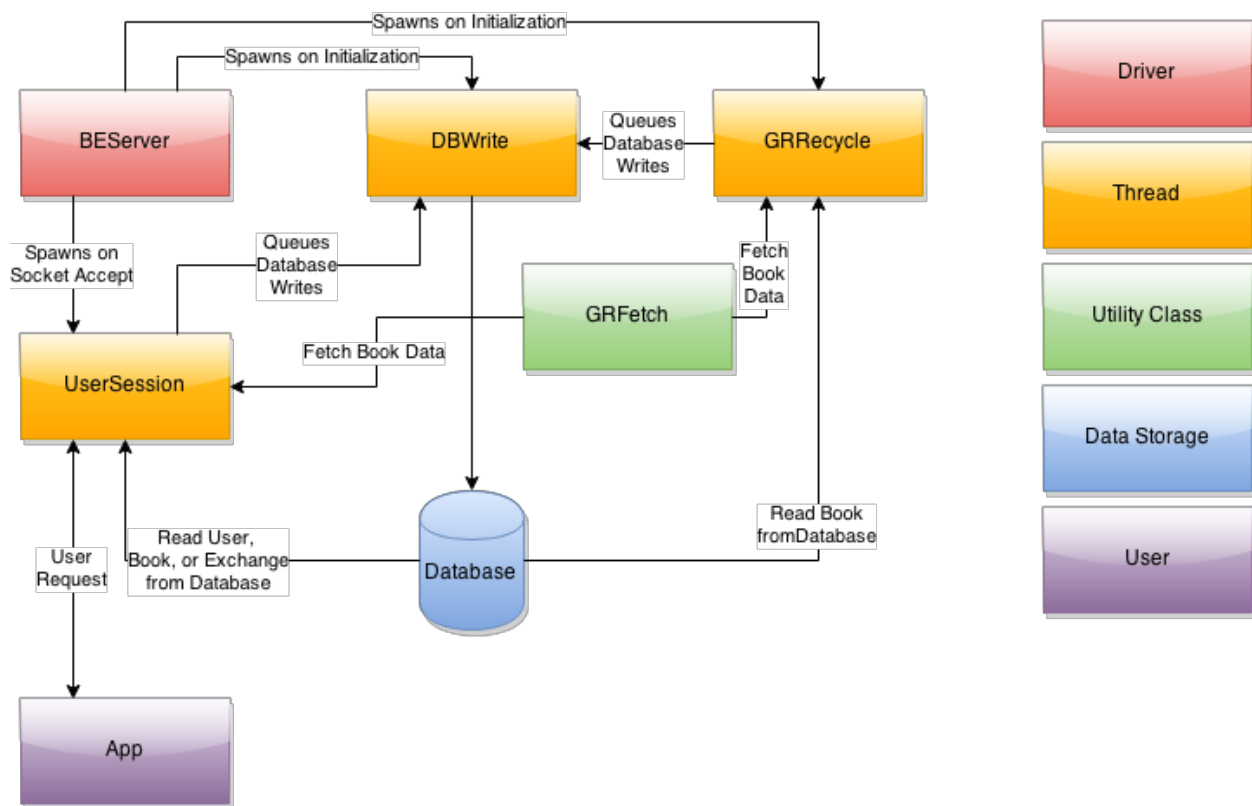 Spawns on Initialization
Spawns on Initialization
Driver
BEServer
DBWrite
Queues
Database
Writes
GRRecycle
Thread
Spawns on
Socket Accept
Queues
Database
Writes
Fetch
Book
Data
GRFetch
Utility Class
Fetch Book Data
UserSession
Data Storage
Read User,
Book, or Exchange
from Database
Read Book
fromDatabase
User
Request
Database
User
App